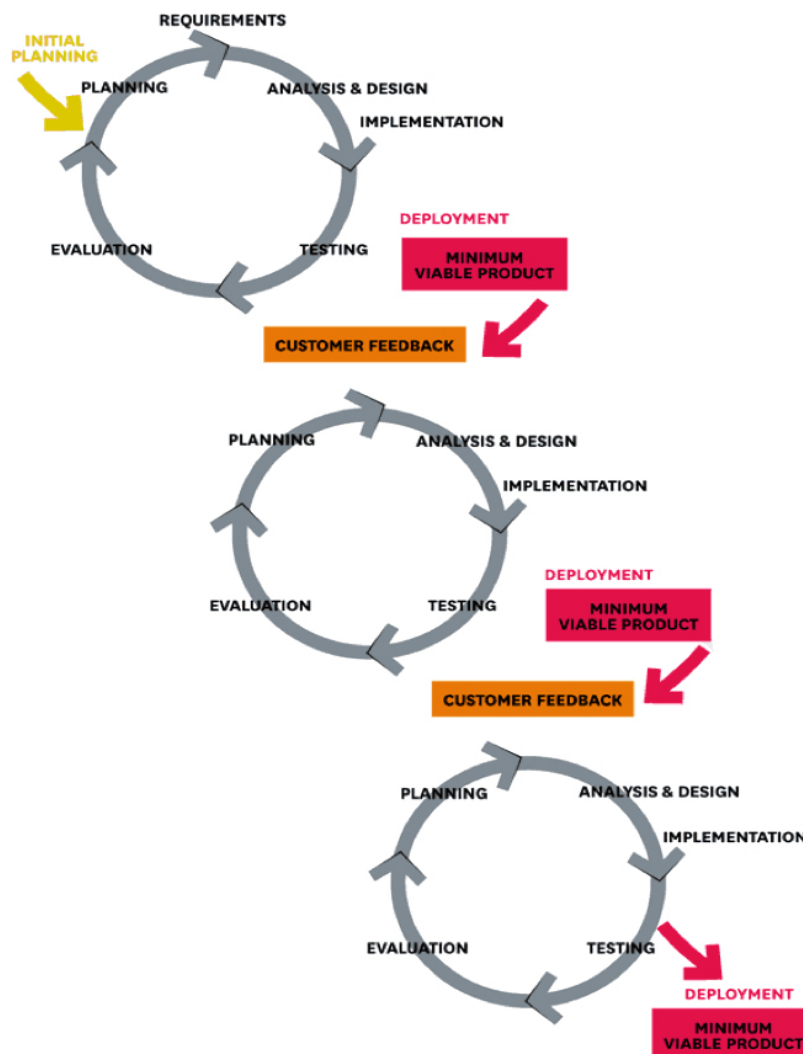 REQUIREMENTS
INITIAL
PLANNING
PLANNING
ANALYSIS & DESIGN
IMPLEMENTATION
DEPLOYMENT
EVALUATION
TESTING
MINIMUM
VIABLE PRODUCT
CUSTOMER FEEDBACK
PLANNING
ANALYSIS & DESIGN
IMPLEMENTATION
DEPLOYMENT
EVALUATION
TESTING
MINIMUM
VIABLE PRODUCT
CUSTOMER FEEDBACK
PLANNING
ANALYSIS & DESIGN
IMPLEMENTATION
EVALUATION
TESTING
DEPLOYMENT
MINIMUM
VIABLE PRODUCT